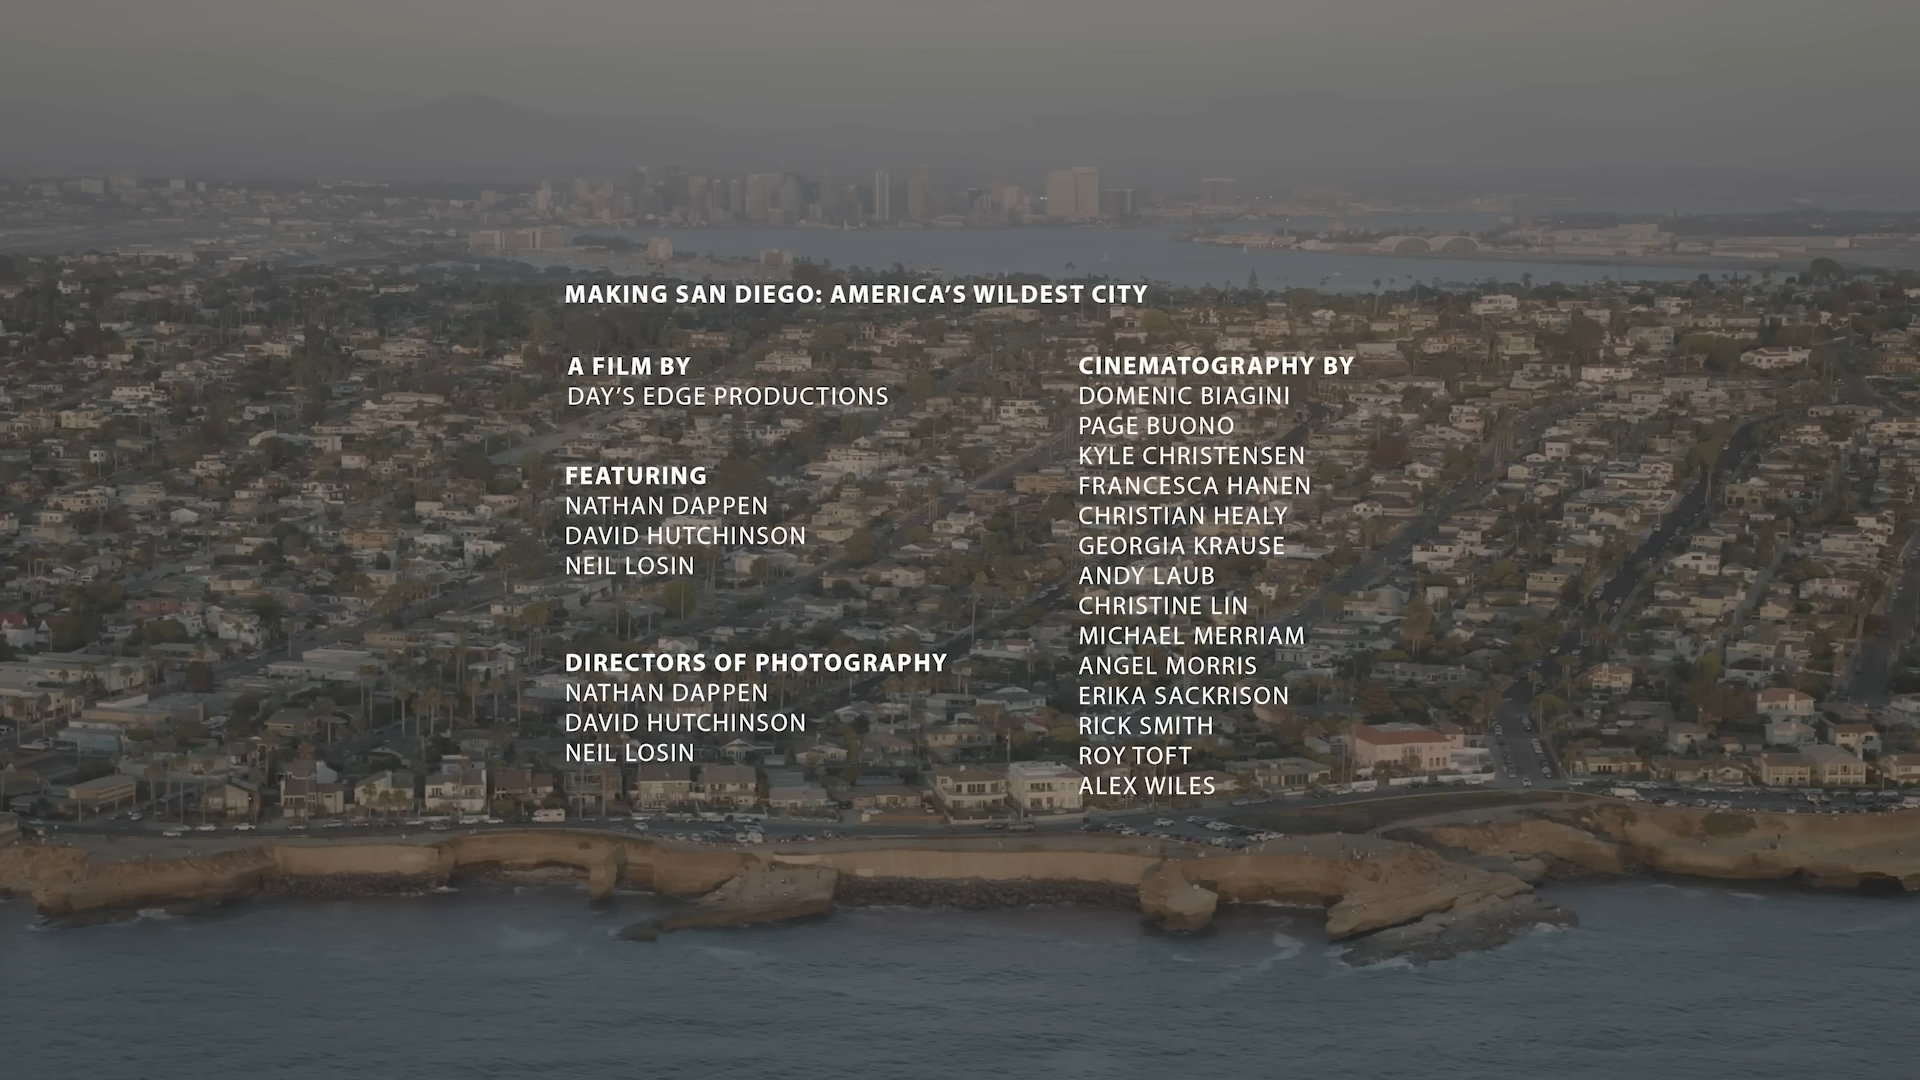 MAKING SAN DIEGO: AMERICA’S WILDEST CITY
A FILM BY
DAY’S EDGE PRODUCTIONS
FEATURING
NATHAN DAPPEN
DAVID HUTCHINSON
NEIL LOSIN
DIRECTORS OF PHOTOGRAPHY
NATHAN DAPPEN
DAVID HUTCHINSON
NEIL LOSIN
CINEMATOGRAPHY BY
DOMENIC BIAGINI
PAGE BUONO
KYLE CHRISTENSEN
FRANCESCA HANEN
CHRISTIAN HEALY
GEORGIA KRAUSE
ANDY LAUB
CHRISTINE LIN
MICHAEL MERRIAM
ANGEL MORRIS
ERIKA SACKRISON
RICK SMITH
ROY TOFT
ALEX WILES